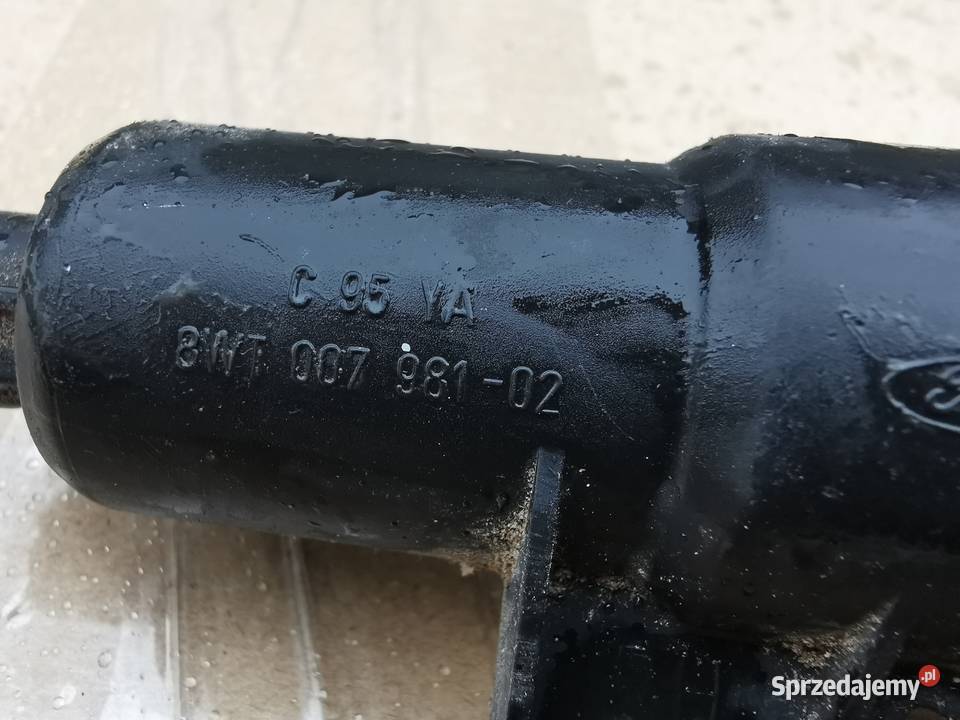 C 95 YA
8WT 007 981-02
Sprzedajemy.pl